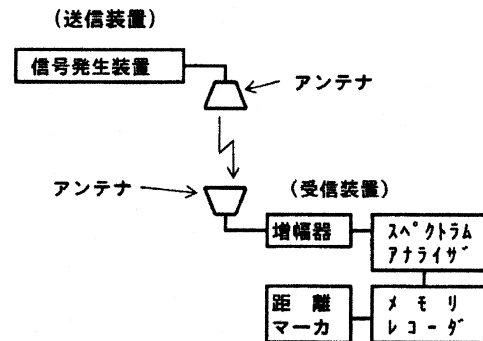 (送信装置)
信号発生装置
アンテナ
アンテナ
(受信装置)
増幅器
スペクトラム
アナライザ
距離
マーカ
メモリ
レコーダ